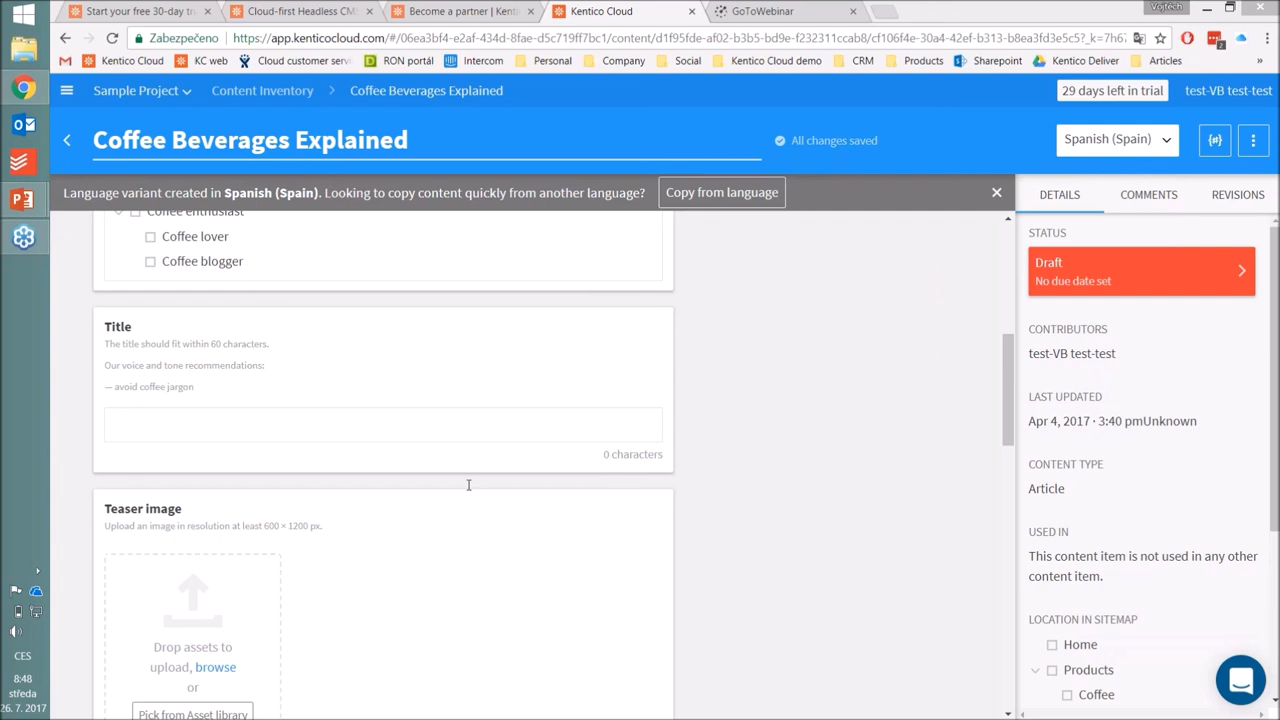 Start your free 30-day tr
Cloud-first Headless CM
Become a partner | Kent
Kentico Cloud
GoToWebinar
Vojtěch
Zabezpečeno
https://app.kenticocloud.com/#/06ea3bf4-e2af-434d-8fae-d5c719ff7bc1/content/d1f95fde-af02-b3b5-bd9e-f232311ccab8/cf106f4e-30a4-42ef-b313-b8ea3fd3e5c5?_k=7h67
Kentico Cloud
KC web
Cloud customer servi
RON portál
Intercom
Personal
Company
Social
Kentico Cloud demo
CRM
Products
Sharepoint
Kentico Deliver
Articles
»
Sample Project
Content Inventory
Coffee Beverages Explained
29 days left in trial
test-VB test-test
Coffee Beverages Explained
All changes saved
Spanish (Spain)
{#}
Language variant created in Spanish (Spain). Looking to copy content quickly from another language?
Copy from language
DETAILS
COMMENTS
REVISIONS
Coffee enthusiast
Coffee lover
Coffee blogger
Title
The title should fit within 60 characters.
Our voice and tone recommendations:
— avoid coffee jargon
0 characters
Teaser image
Upload an image in resolution at least 600 × 1200 px.
Drop assets to
upload, browse
or
Pick from Asset library
STATUS
Draft
No due date set
CONTRIBUTORS
test-VB test-test
LAST UPDATED
Apr 4, 2017 · 3:40 pmUnknown
CONTENT TYPE
Article
USED IN
This content item is not used in any other
content item.
LOCATION IN SITEMAP
Home
Products
Coffee
CES
8:48
středa
26. 7. 2017